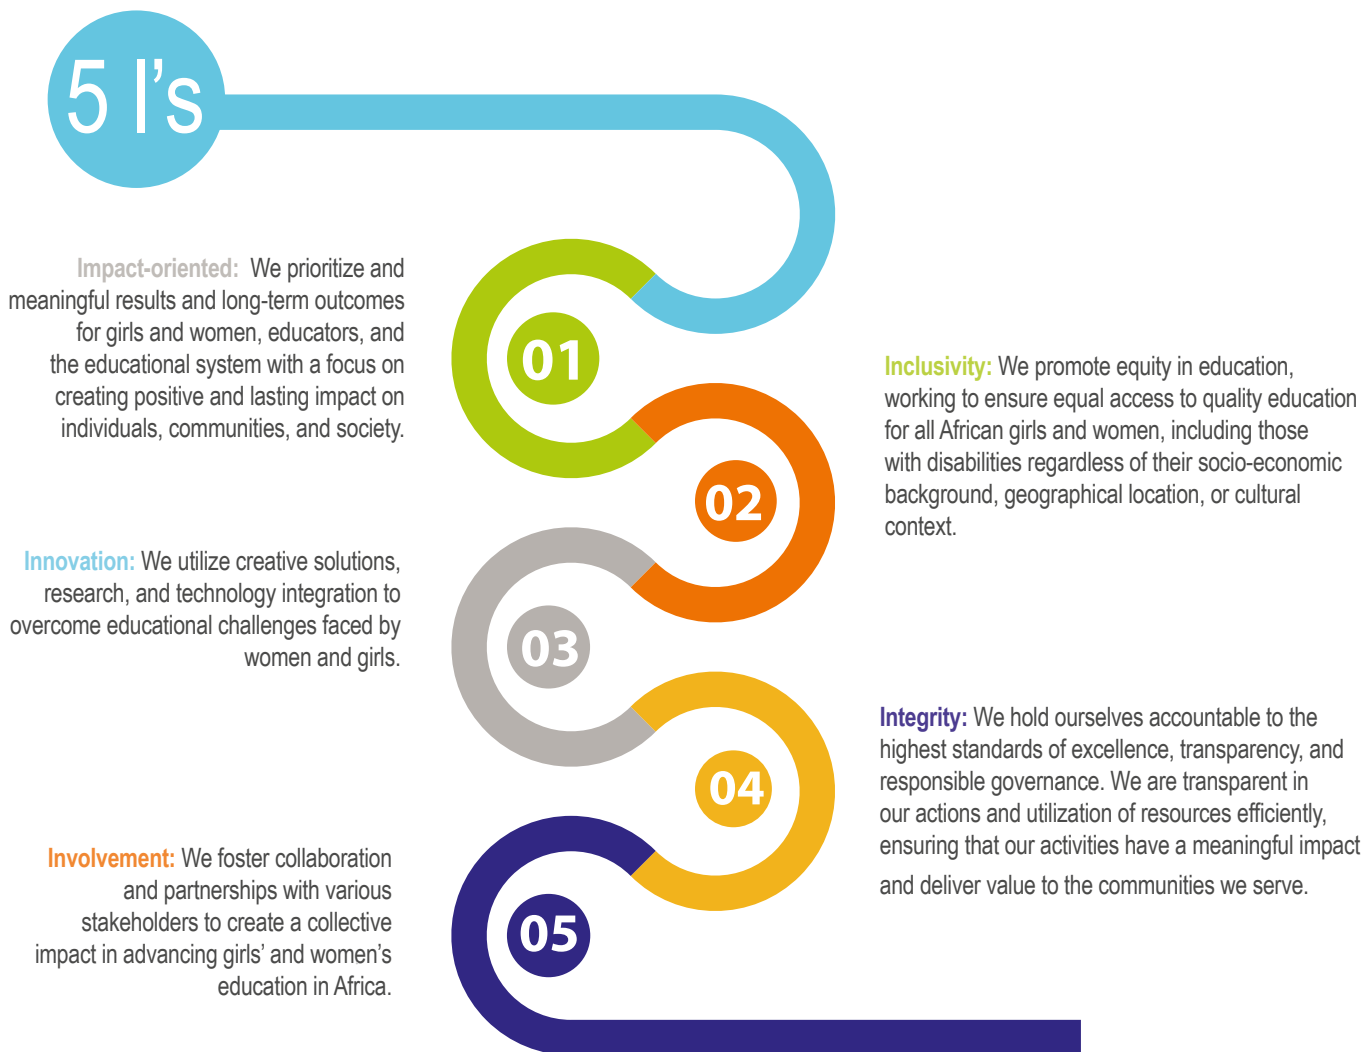 5 I's
Impact-oriented: We prioritize and
meaningful results and long-term outcomes
for girls and women, educators, and
the educational system with a focus on
creating positive and lasting impact on
individuals, communities, and society.
01
Inclusivity: We promote equity in education,
working to ensure equal access to quality education
for all African girls and women, including those
with disabilities regardless of their socio-economic
background, geographical location, or cultural
context.
02
Innovation: We utilize creative solutions,
research, and technology integration to
overcome educational challenges faced by
women and girls.
03
Integrity: We hold ourselves accountable to the
highest standards of excellence, transparency, and
responsible governance. We are transparent in
our actions and utilization of resources efficiently,
ensuring that our activities have a meaningful impact
and deliver value to the communities we serve.
04
Involvement: We foster collaboration
and partnerships with various
stakeholders to create a collective
impact in advancing girls’ and women’s
education in Africa.
05